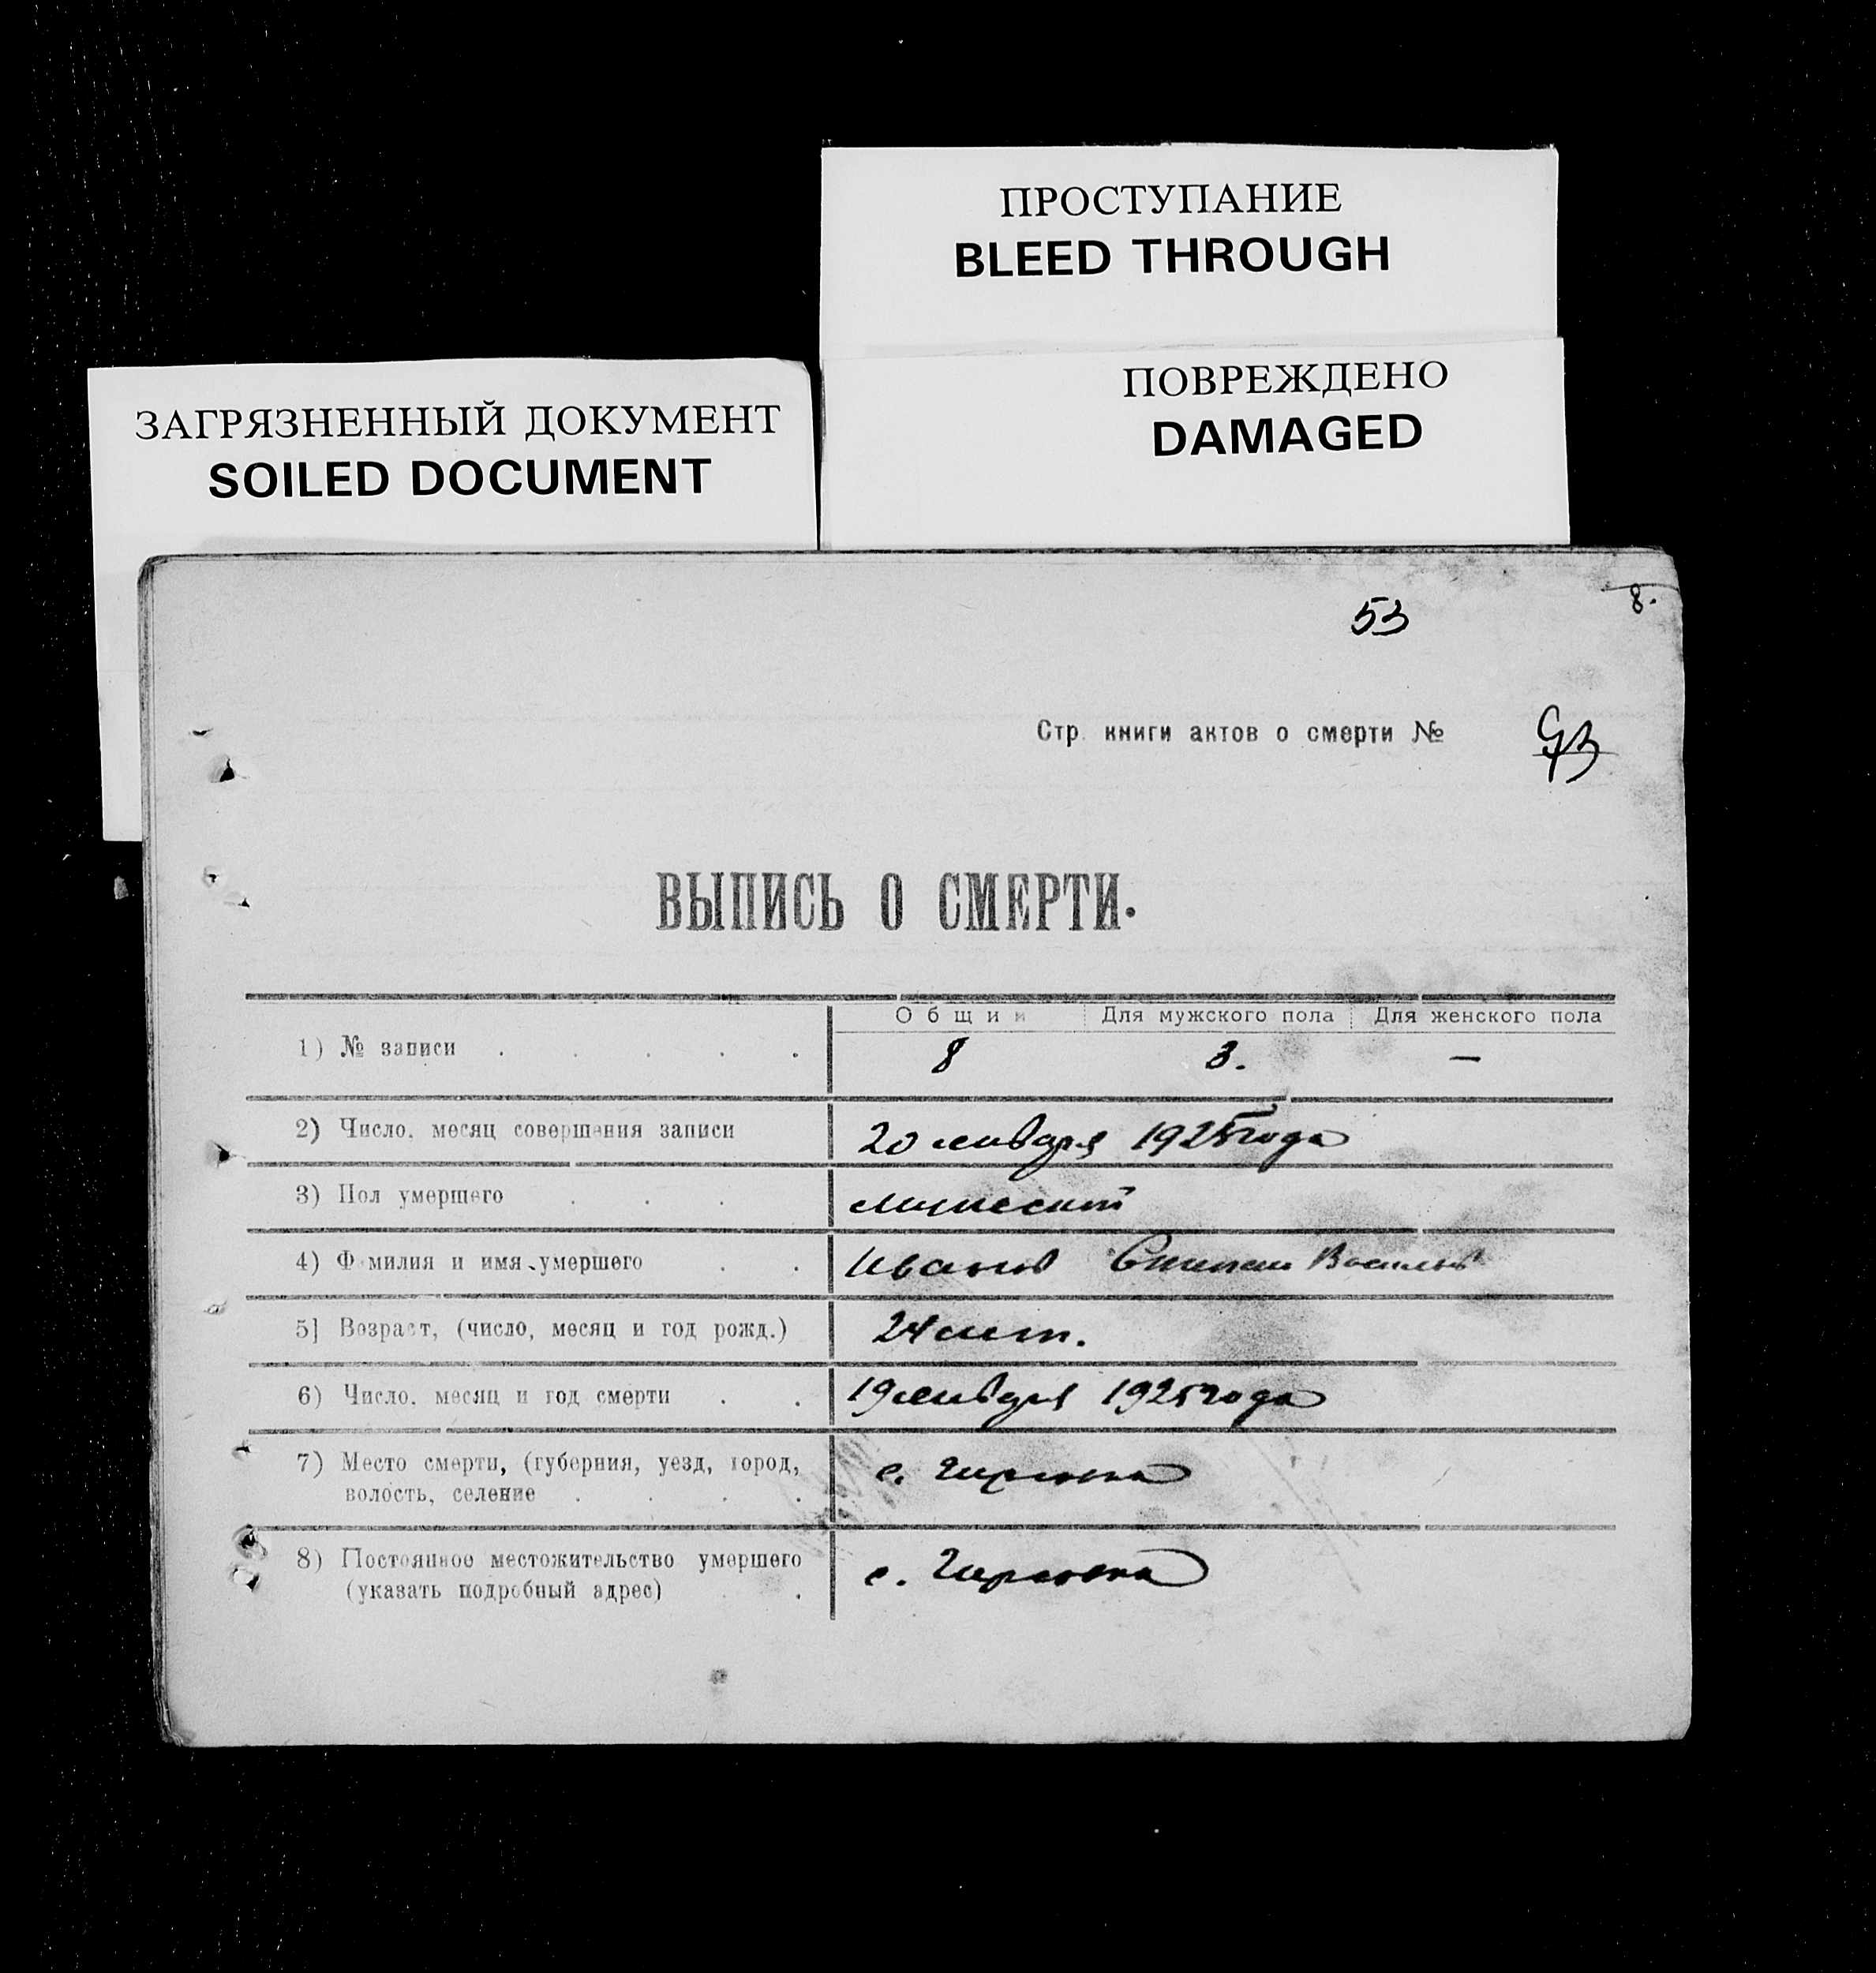 ПРОСТУПАНИЕ
BLEED THROUGH
ПОВРЕЖДЕНО
DAMAGED
ЗАГРЯЗНЕННЫЙ ДОКУМЕНТ
SOILED DOCUMENT
8.
53
Стр. книги актов о смерти №
ВЫПИСЬ О СМЕРТИ.
Общий Для мужского пола Для женского пола
1) № записи . . . . . 8 3. —
2) Число, месяц совершения записи 20 января 1925 года
3) Пол умершего . . . мужеский
4) Фамилия и имя умершего . . Иванов Степан Васильев
5] Возраст, (число, месяц и год рожд.) 24 лет.
6) Число, месяц и год смерти . . 19 января 1925 года
7) Место смерти, (губерния, уезд, город,
волость, селение . . . . с.
8) Постоянное местожительство умершего
(указать подробный адрес) . с.